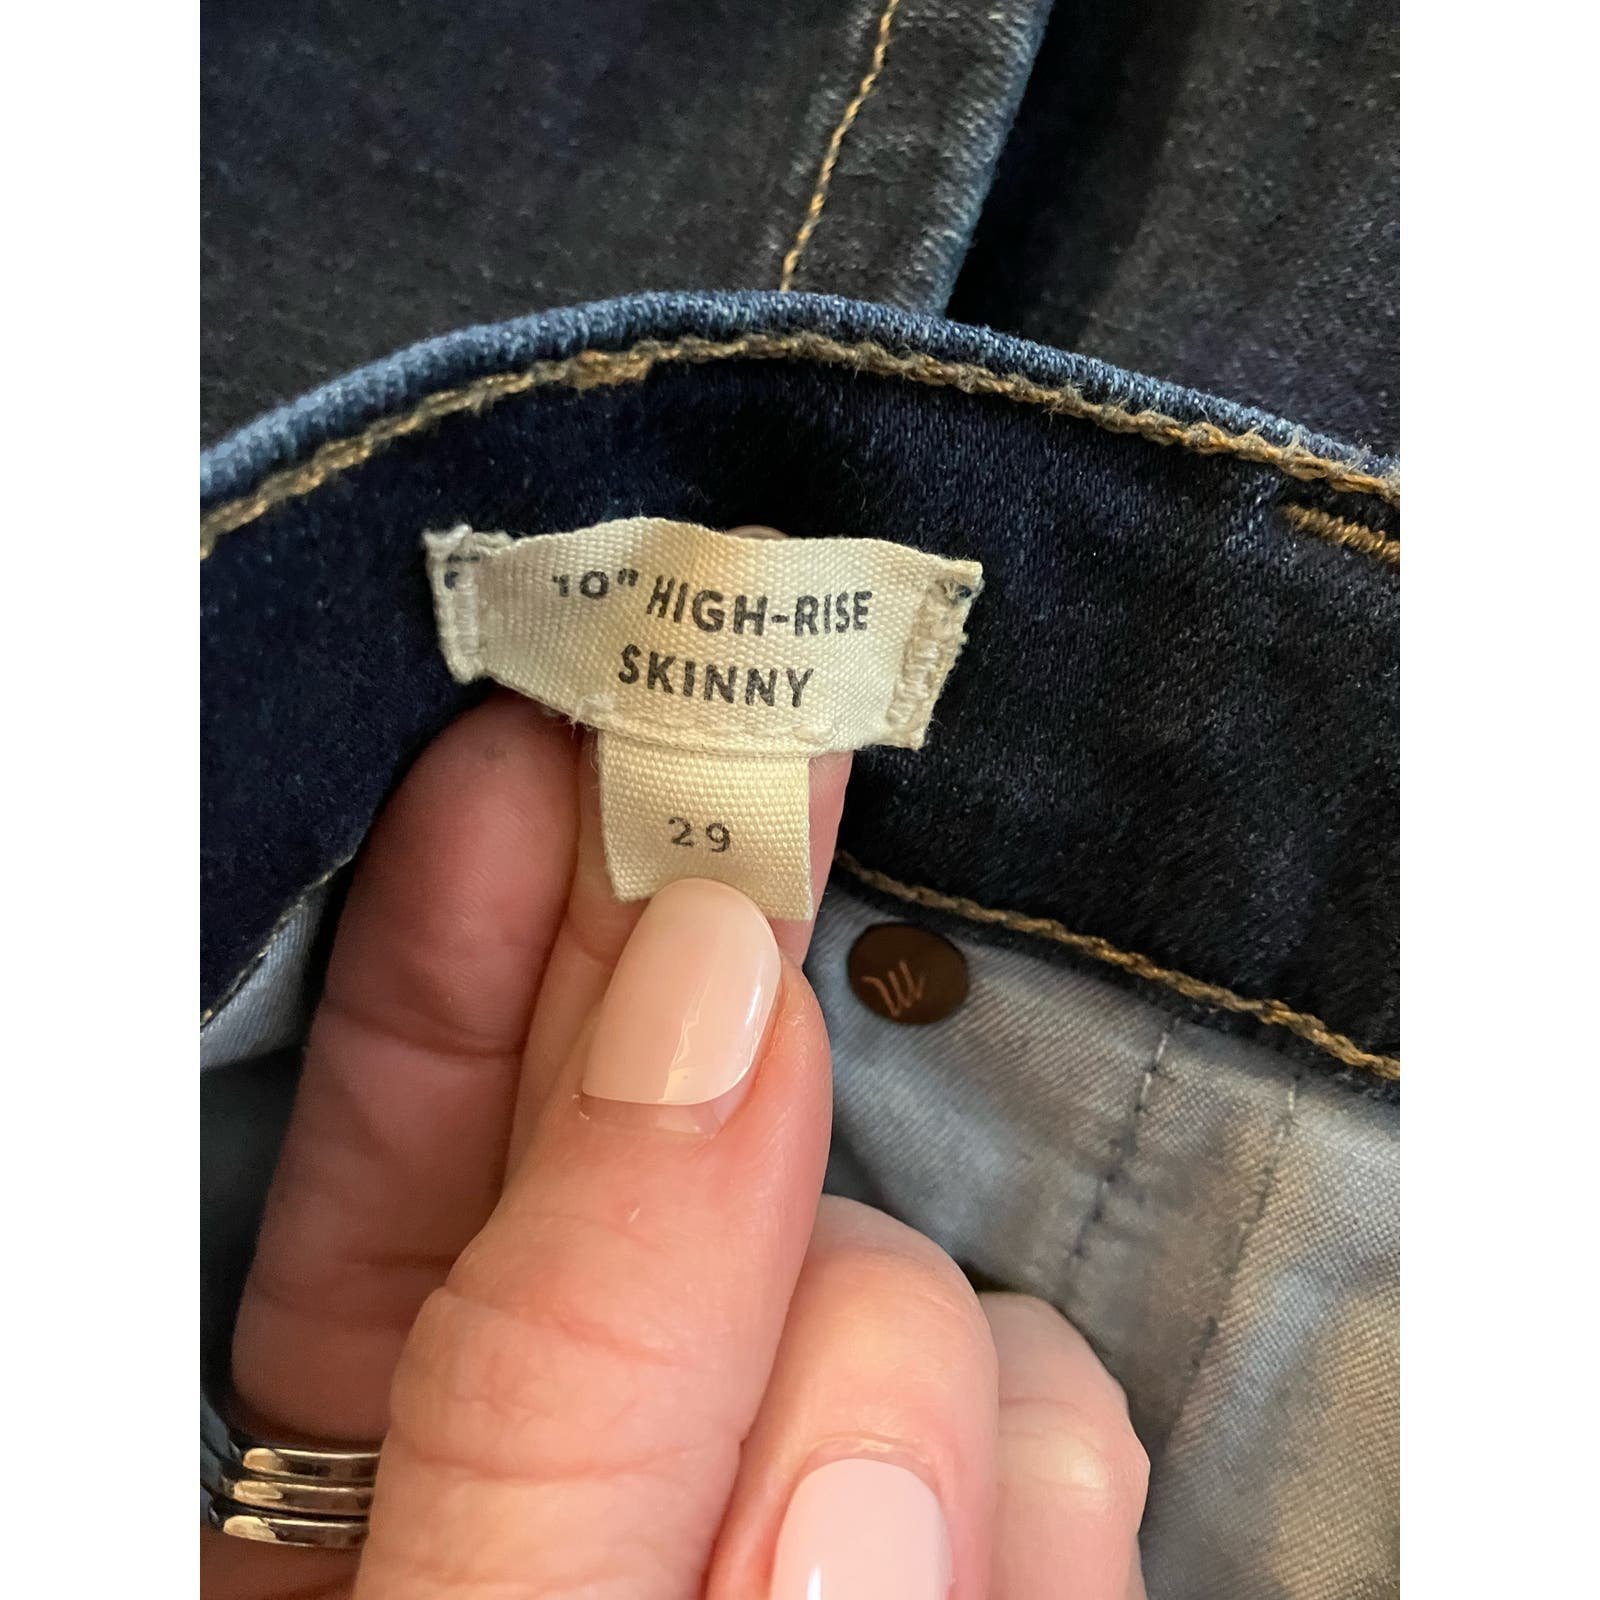 10" HIGH-RISE
SKINNY
29
m